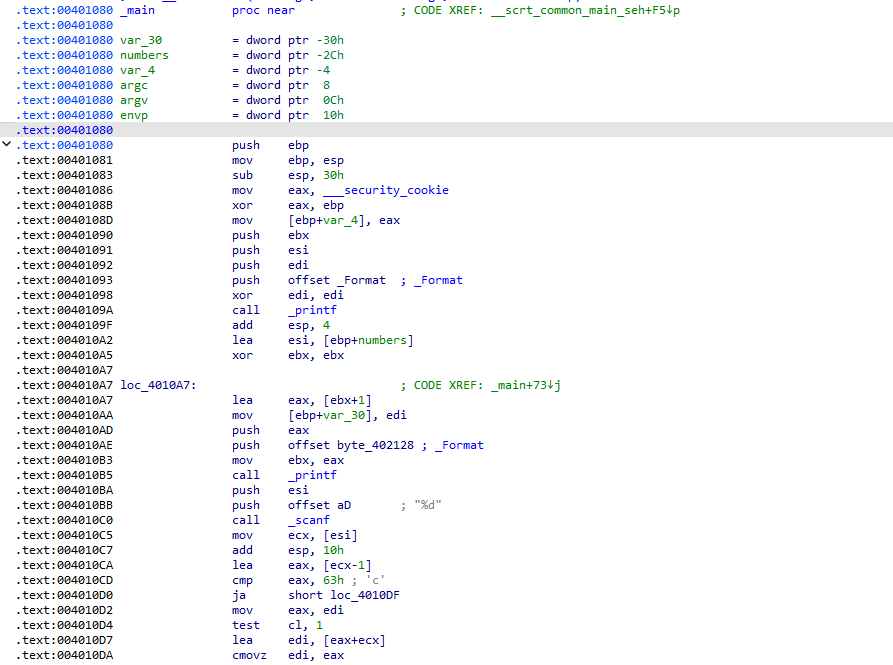 .text:00401080 _main proc near ; CODE XREF: __scrt_common_main_seh+F5↓p
.text:00401080
.text:00401080 var_30 = dword ptr -30h
.text:00401080 numbers = dword ptr -2Ch
.text:00401080 var_4 = dword ptr -4
.text:00401080 argc = dword ptr 8
.text:00401080 argv = dword ptr 0Ch
.text:00401080 envp = dword ptr 10h
.text:00401080
.text:00401080 push ebp
.text:00401081 mov ebp, esp
.text:00401083 sub esp, 30h
.text:00401086 mov eax, ___security_cookie
.text:0040108B xor eax, ebp
.text:0040108D mov [ebp+var_4], eax
.text:00401090 push ebx
.text:00401091 push esi
.text:00401092 push edi
.text:00401093 push offset _Format ; _Format
.text:00401098 xor edi, edi
.text:0040109A call _printf
.text:0040109F add esp, 4
.text:004010A2 lea esi, [ebp+numbers]
.text:004010A5 xor ebx, ebx
.text:004010A7
.text:004010A7 loc_4010A7: ; CODE XREF: _main+73↓j
.text:004010A7 lea eax, [ebx+1]
.text:004010AA mov [ebp+var_30], edi
.text:004010AD push eax
.text:004010AE push offset byte_402128 ; _Format
.text:004010B3 mov ebx, eax
.text:004010B5 call _printf
.text:004010BA push esi
.text:004010BB push offset aD ; "%d"
.text:004010C0 call _scanf
.text:004010C5 mov ecx, [esi]
.text:004010C7 add esp, 10h
.text:004010CA lea eax, [ecx-1]
.text:004010CD cmp eax, 63h ; 'c'
.text:004010D0 ja short loc_4010DF
.text:004010D2 mov eax, edi
.text:004010D4 test cl, 1
.text:004010D7 lea edi, [eax+ecx]
.text:004010DA cmovz edi, eax